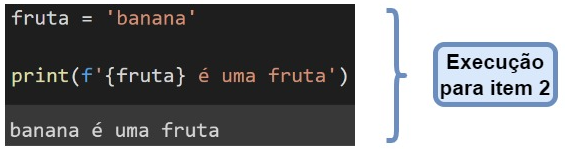 fruta = 'banana'
print(f'{fruta} é uma fruta')
banana é uma fruta
Execução
para item 2